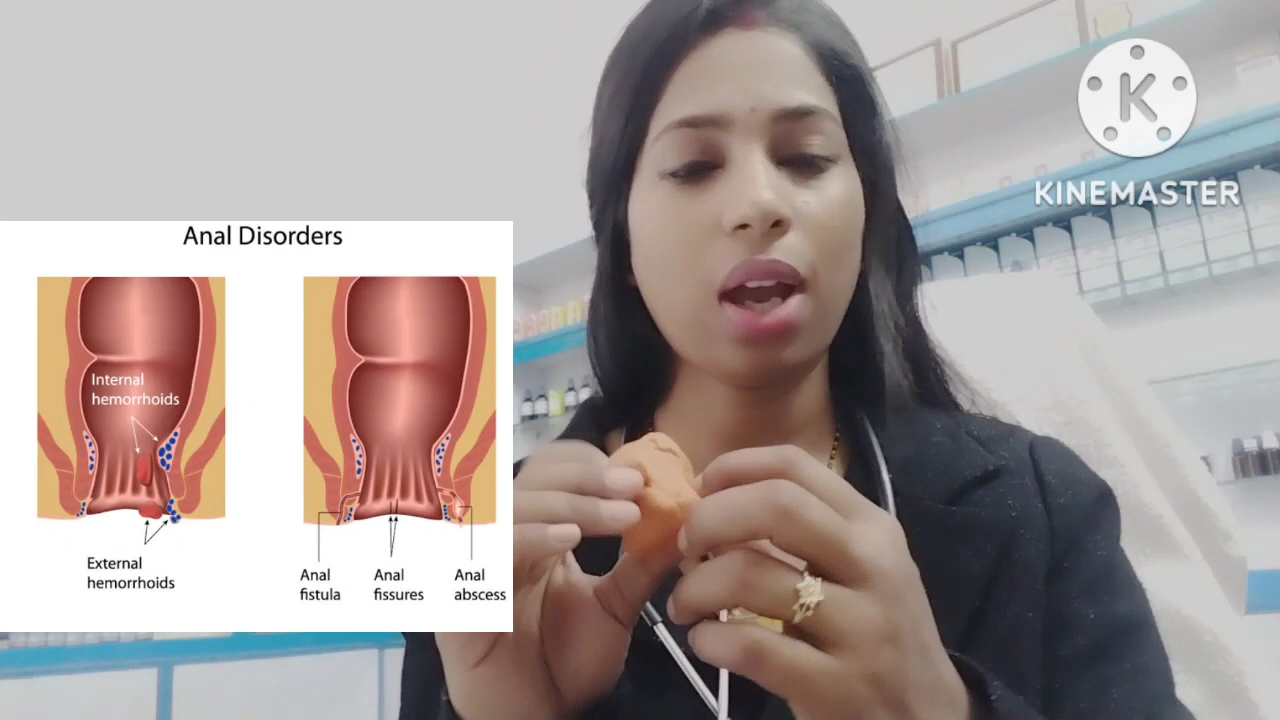 Anal Disorders
Internal
hemorrhoids
External
hemorrhoids
Anal
fistula
Anal
fissures
Anal
abscess
K
KINEMASTER